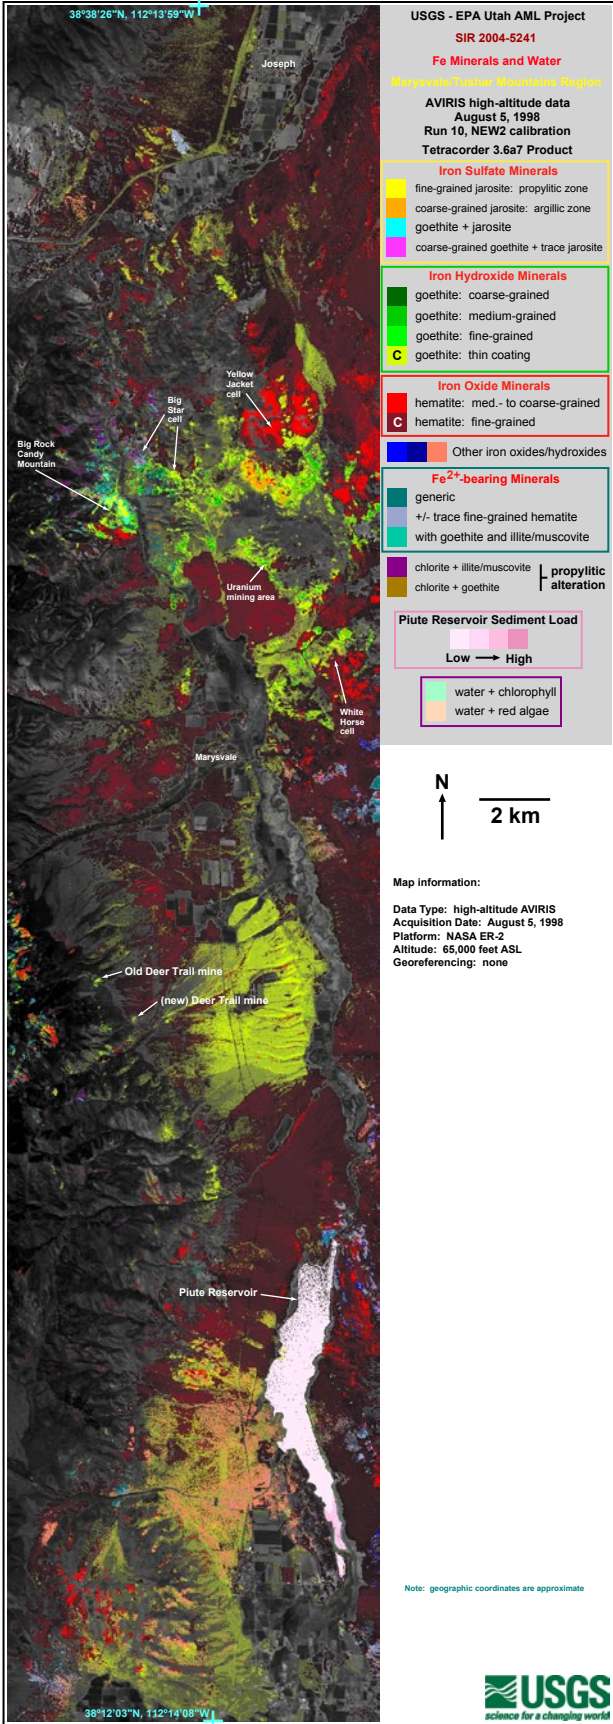 38°38'26"N, 112°13'59"W
Joseph
Yellow
Jacket
cell
Big
Star
cell
Big Rock
Candy
Mountain
Uranium
mining area
White
Horse
cell
Marysvale
Old Deer Trail mine
(new) Deer Trail mine
Piute Reservoir
38°12'03"N, 112°14'08"W
USGS - EPA Utah AML Project
SIR 2004-5241
Fe Minerals and Water
Marysvale/Tushar Mountains Region
AVIRIS high-altitude data
August 5, 1998
Run 10, NEW2 calibration
Tetracorder 3.6a7 Product
Iron Sulfate Minerals
fine-grained jarosite: propylitic zone
coarse-grained jarosite: argillic zone
goethite + jarosite
coarse-grained goethite + trace jarosite
Iron Hydroxide Minerals
goethite: coarse-grained
goethite: medium-grained
goethite: fine-grained
C goethite: thin coating
Iron Oxide Minerals
hematite: med.- to coarse-grained
C hematite: fine-grained
Other iron oxides/hydroxides
Fe2+-bearing Minerals
generic
+/- trace fine-grained hematite
with goethite and illite/muscovite
chlorite + illite/muscovite
chlorite + goethite
propylitic
alteration
Piute Reservoir Sediment Load
Low → High
water + chlorophyll
water + red algae
N
2 km
Map information:
Data Type: high-altitude AVIRIS
Acquisition Date: August 5, 1998
Platform: NASA ER-2
Altitude: 65,000 feet ASL
Georeferencing: none
Note: geographic coordinates are approximate
USGS
science for a changing world